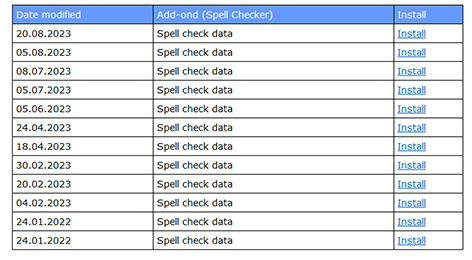 Date modified Add-ond (Spell Checker) Install
20.08.2023 Spell check data Install
05.08.2023 Spell check data Install
08.07.2023 Spell check data Install
05.07.2023 Spell check data Install
05.06.2023 Spell check data Install
24.04.2023 Spell check data Install
18.04.2023 Spell check data Install
30.02.2023 Spell check data Install
20.02.2023 Spell check data Install
04.02.2023 Spell check data Install
24.01.2022 Spell check data Install
24.01.2022 Spell check data Install